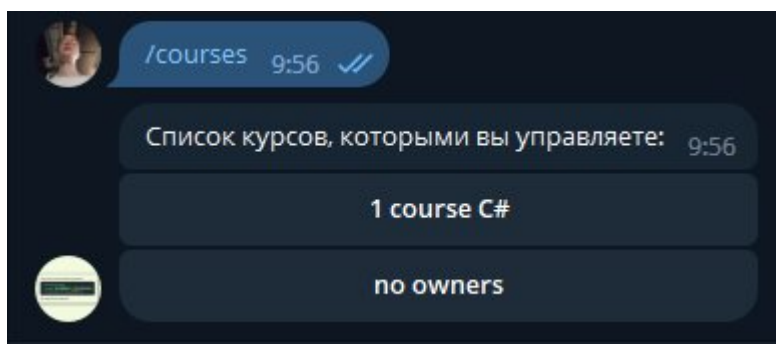 /courses 9:56
Список курсов, которыми вы управляете: 9:56
1 course C#
no owners